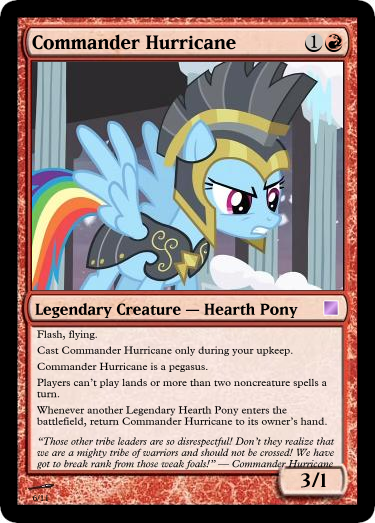 Commander Hurricane 1
Legendary Creature — Hearth Pony
Flash, flying.
Cast Commander Hurricane only during your upkeep.
Commander Hurricane is a pegasus.
Players can't play lands or more than two noncreature spells a
turn.
Whenever another Legendary Hearth Pony enters the
battlefield, return Commander Hurricane to its owner's hand.
“Those other tribe leaders are so disrespectful! Don't they realize that
we are a mighty tribe of warriors and should not be crossed! We have
got to break rank from those weak foals!” — Commander Hurricane
3/1